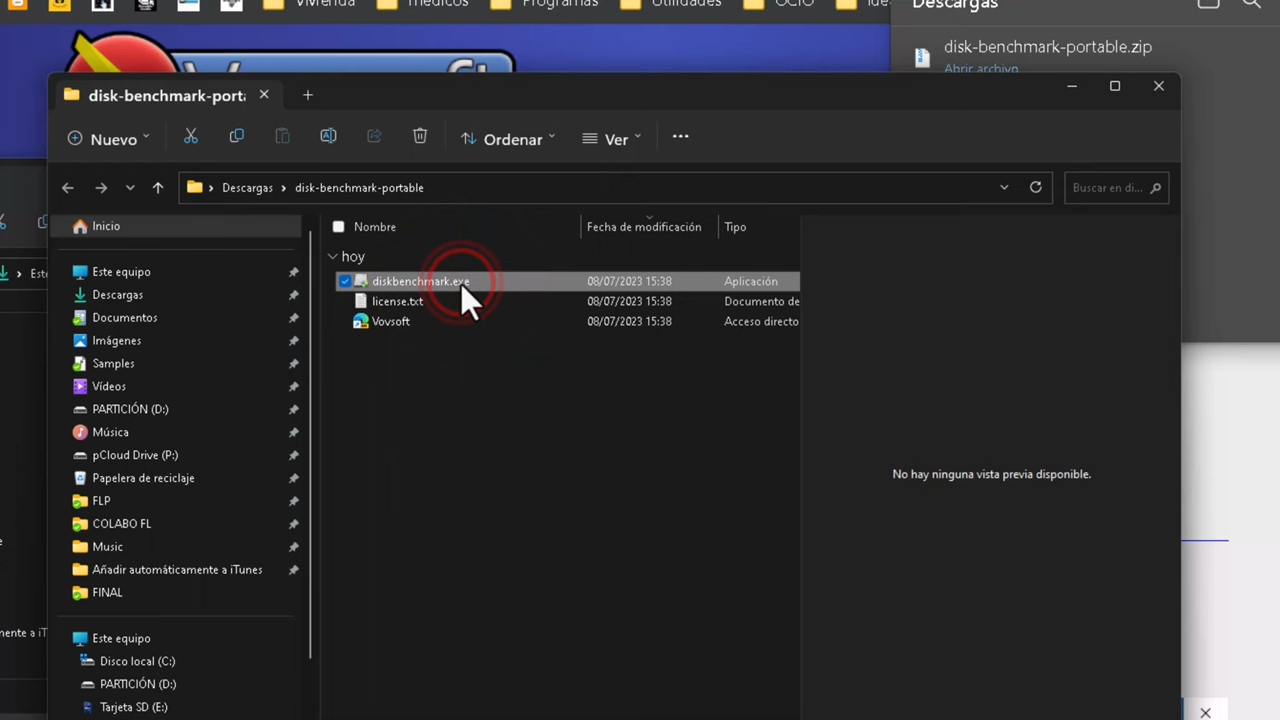 Vivienda
médicos
Programas
Utilidades
OCIO
Descargas
disk-benchmark-portable.zip
Abrir archivo
disk-benchmark-porta
Nuevo
Ordenar
Ver
Descargas > disk-benchmark-portable
Buscar en di...
Inicio
Nombre
Fecha de modificación
Tipo
hoy
diskbenchmark.exe 08/07/2023 15:38 Aplicación
license.txt 08/07/2023 15:38 Documento de
Vovsoft 08/07/2023 15:38 Acceso directo
Este equipo
Descargas
Documentos
Imágenes
Samples
Vídeos
PARTICIÓN (D:)
Música
pCloud Drive (P:)
Papelera de reciclaje
FLP
COLABO FL
Music
Añadir automáticamente a iTunes
FINAL
Este equipo
Disco local (C:)
PARTICIÓN (D:)
Tarjeta SD (E:)
No hay ninguna vista previa disponible.